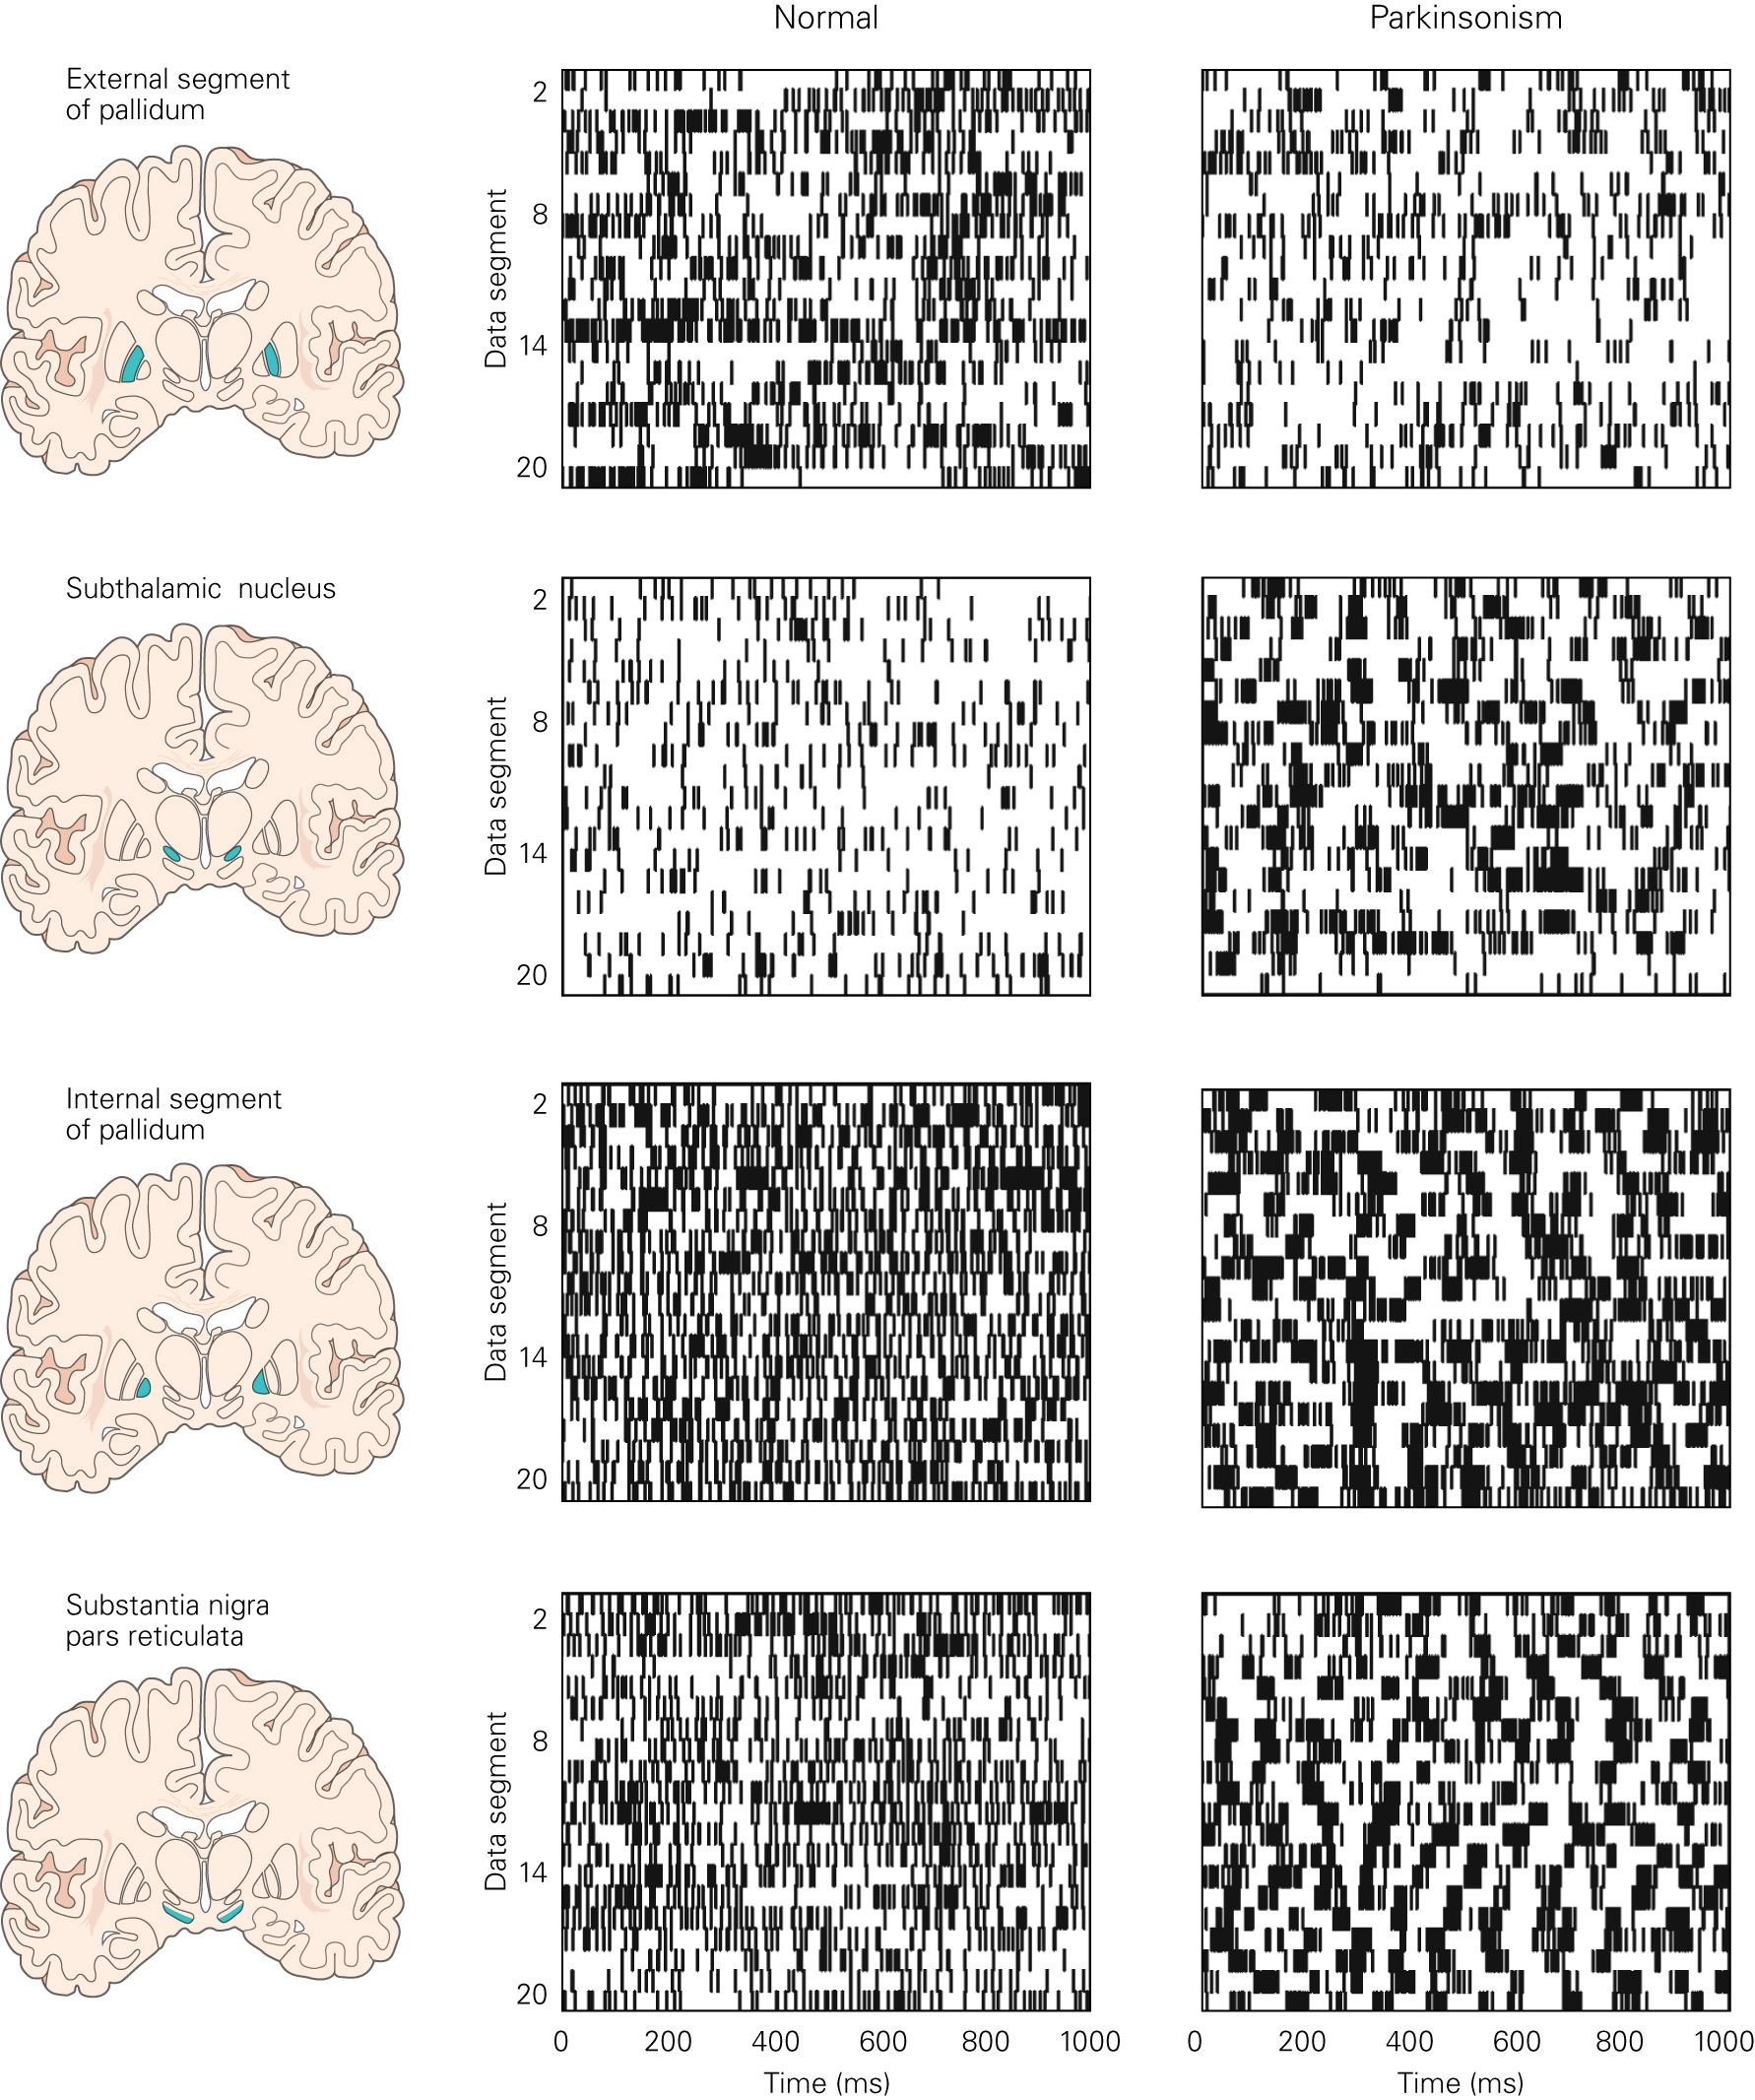 Normal
Parkinsonism
External segment
of pallidum
Data segment
2
8
14
20
Subthalamic nucleus
Data segment
2
8
14
20
Internal segment
of pallidum
Data segment
2
8
14
20
Substantia nigra
pars reticulata
Data segment
2
8
14
20
0 200 400 600 800 1000
Time (ms)
0 200 400 600 800 1000
Time (ms)